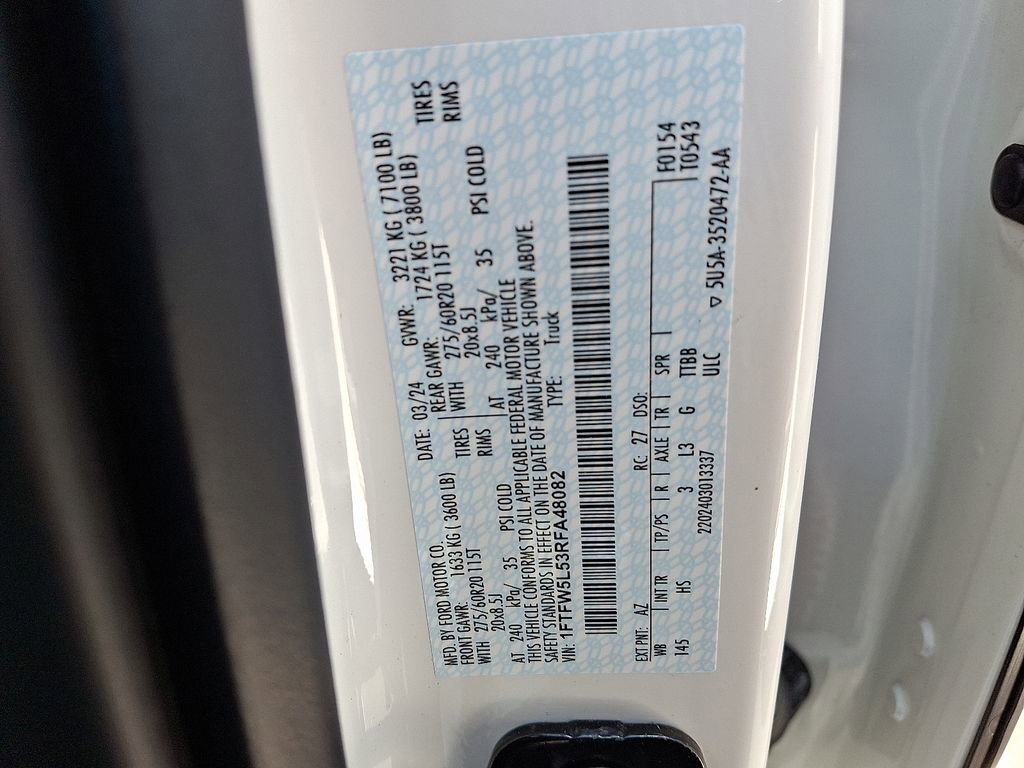 MFD. BY FORD MOTOR CO.
DATE: 03/24 GVWR: 3221 KG ( 7100 LB)
FRONT GAWR: 1633 KG ( 3600 LB) REAR GAWR: 1724 KG ( 3800 LB)
WITH 275/60R20 115T TIRES WITH 275/60R20 115T TIRES
20x8.5J RIMS 20x8.5J RIMS
AT 240 kPa/ 35 PSI COLD AT 240 kPa/ 35 PSI COLD
THIS VEHICLE CONFORMS TO ALL APPLICABLE FEDERAL MOTOR VEHICLE
SAFETY STANDARDS IN EFFECT ON THE DATE OF MANUFACTURE SHOWN ABOVE.
VIN: 1FTFW5L53RFA48082 TYPE: Truck
EXT PNT: AZ RC: 27 DSO:
WB INT TR TP/PS R AXLE TR SPR F0154
145 HS 3 L3 G TTBB T0543
2202403013337 ULC ▽ 5U5A-3520472-AA